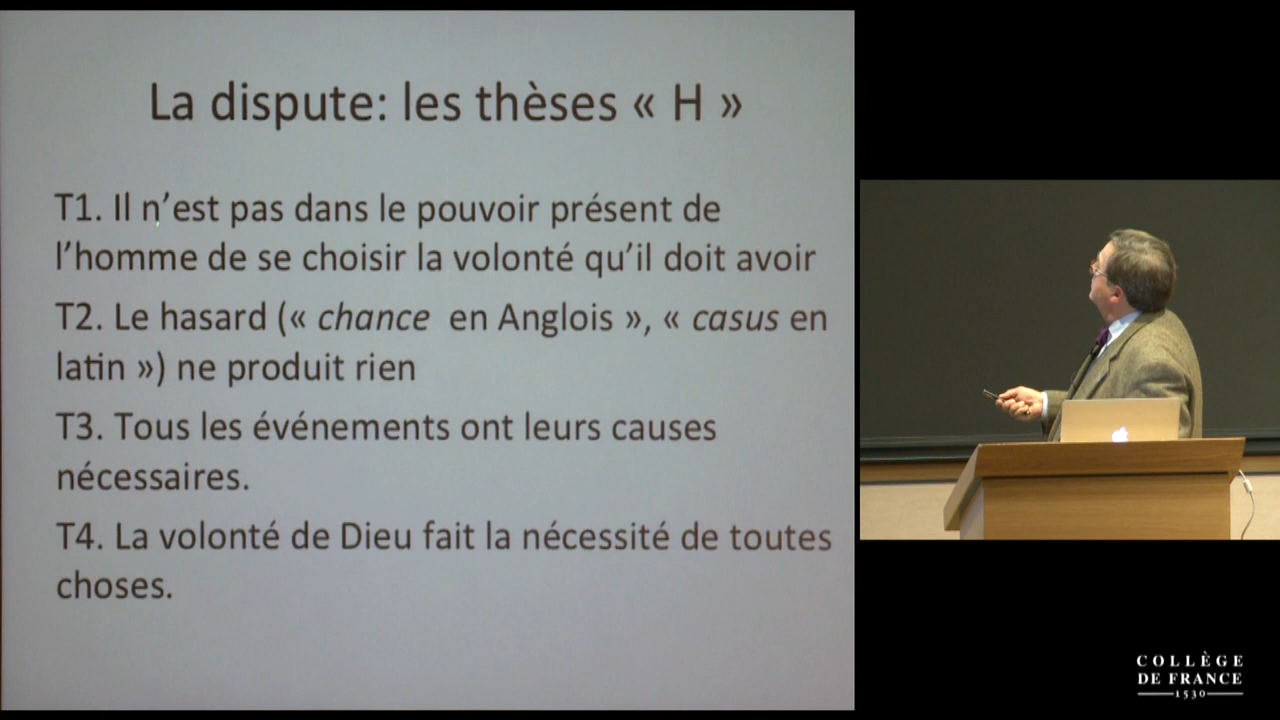 La dispute: les thèses « H »
T1. Il n’est pas dans le pouvoir présent de
l’homme de se choisir la volonté qu’il doit avoir
T2. Le hasard (« chance en Anglois », « casus en
latin ») ne produit rien
T3. Tous les événements ont leurs causes
nécessaires.
T4. La volonté de Dieu fait la nécessité de toutes
choses.
COLLÈGE
DE FRANCE
1530